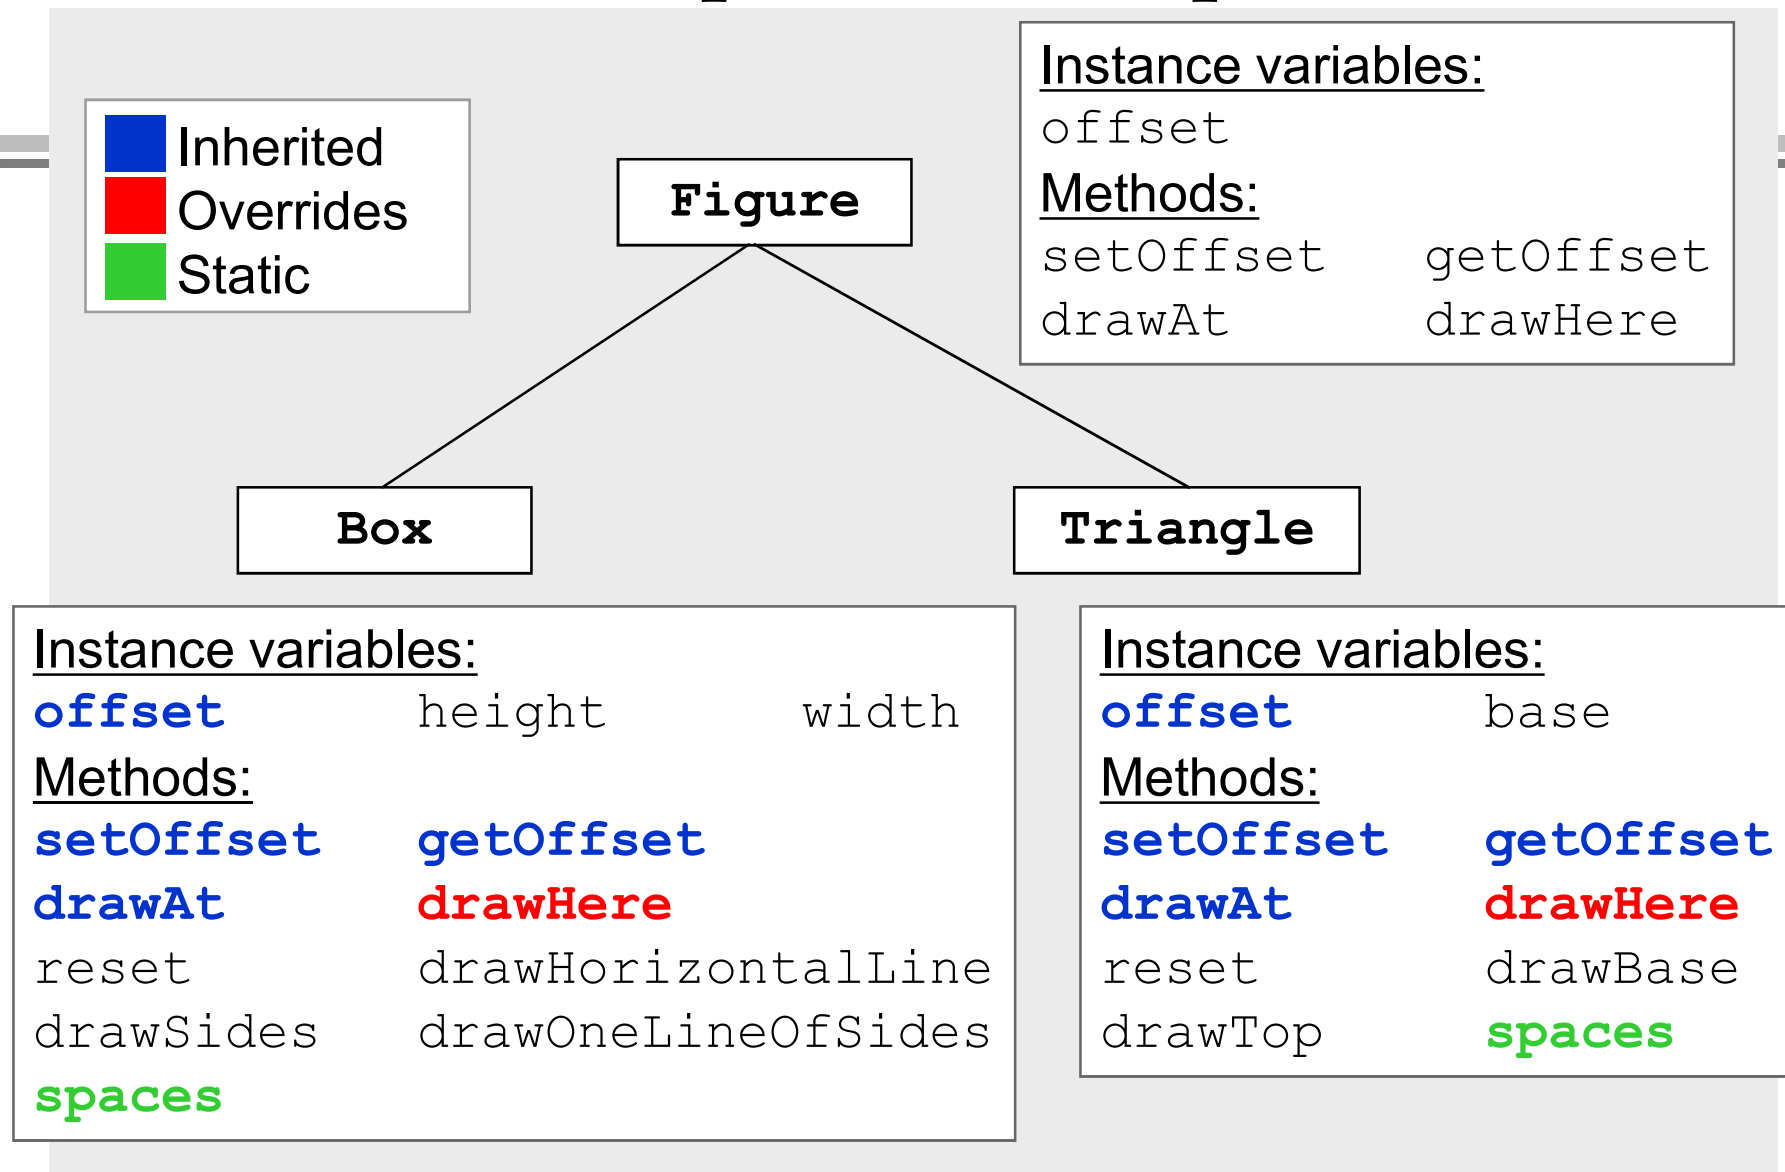 Inherited
Overrides
Static
Figure
Instance variables:
offset
Methods:
setOffset getOffset
drawAt drawHere
Box
Triangle
Instance variables:
offset height width
Methods:
setOffset getOffset
drawAt drawHere
reset drawHorizontalLine
drawSides drawOneLineOfSides
spaces
Instance variables:
offset base
Methods:
setOffset getOffset
drawAt drawHere
reset drawBase
drawTop spaces